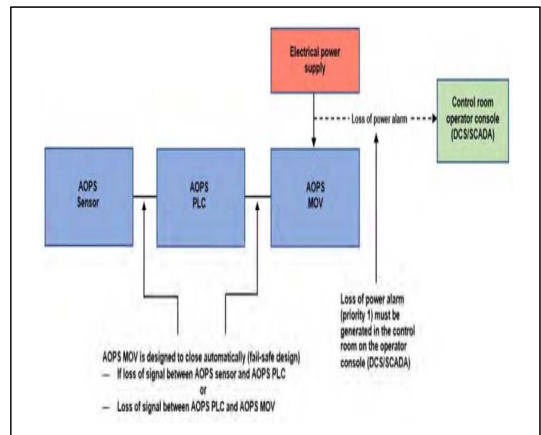 Electrical power
supply
Loss of power alarm
Control room
operator console
(DCS/SCADA)
AOPS
Sensor
AOPS
PLC
AOPS
MOV
Loss of power alarm
(priority 1) must be
generated in the control
room on the operator
console (DCS/SCADA)
AOPS MOV is designed to close automatically (fail-safe design)
— If loss of signal between AOPS sensor and AOPS PLC
or
— Loss of signal between AOPS PLC and AOPS MOV